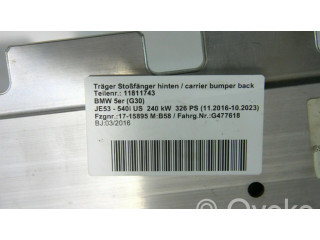 Träger Stoßfänger hinten / carrier bumper back
Teilenr.: 11811743
BMW 5er (G30)
JE53 - 540i US 240 kW 326 PS (11.2016-10.2023)
Fzgnr.:17-15895 M:B58 / Fahrg.Nr.:G477618
BJ:03/2016
Ovoko